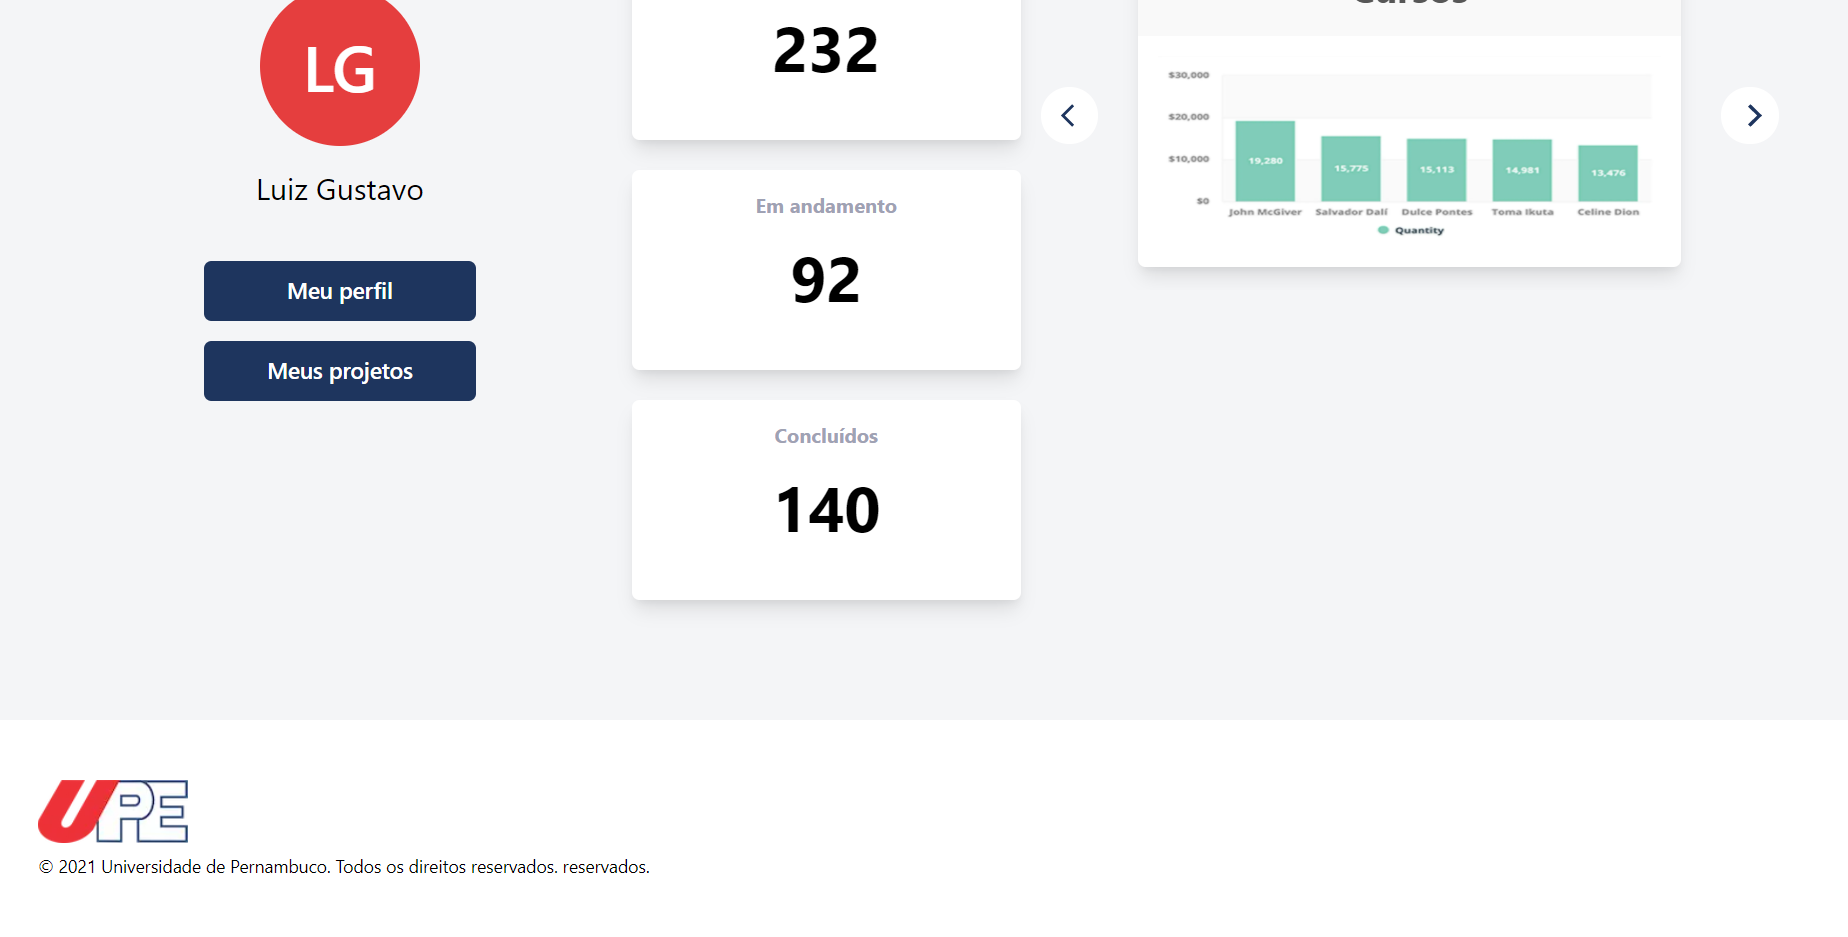 LG
Luiz Gustavo
Meu perfil
Meus projetos
232
Em andamento
92
Concluídos
140
Cursos
$30,000
$20,000
$10,000
$0
19,280
15,775
15,113
14,981
13,476
John McGiver
Salvador Dalí
Dulce Pontes
Toma Ikuta
Celine Dion
Quantity
UPE
© 2021 Universidade de Pernambuco. Todos os direitos reservados. reservados.